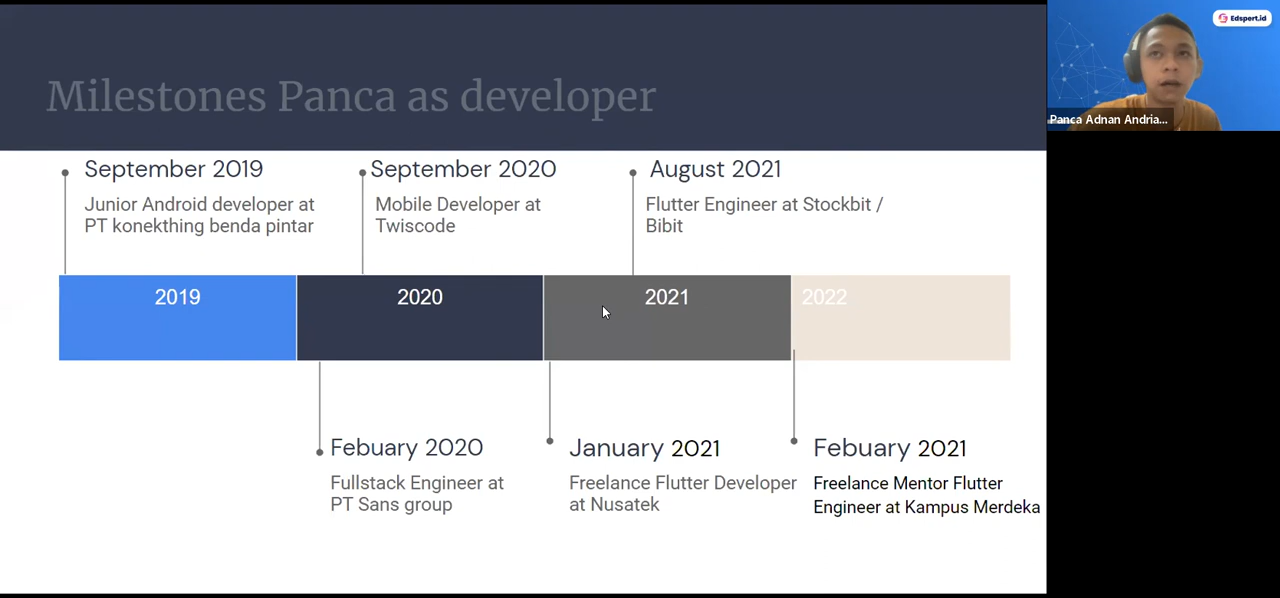 Milestones Panca as developer
Edspert.id
Panca Adnan Andria...
September 2019
Junior Android developer at
PT konekthing benda pintar
September 2020
Mobile Developer at
Twiscode
August 2021
Flutter Engineer at Stockbit /
Bibit
2019
2020
2021
2022
Febuary 2020
Fullstack Engineer at
PT Sans group
January 2021
Freelance Flutter Developer
at Nusatek
Febuary 2021
Freelance Mentor Flutter
Engineer at Kampus Merdeka